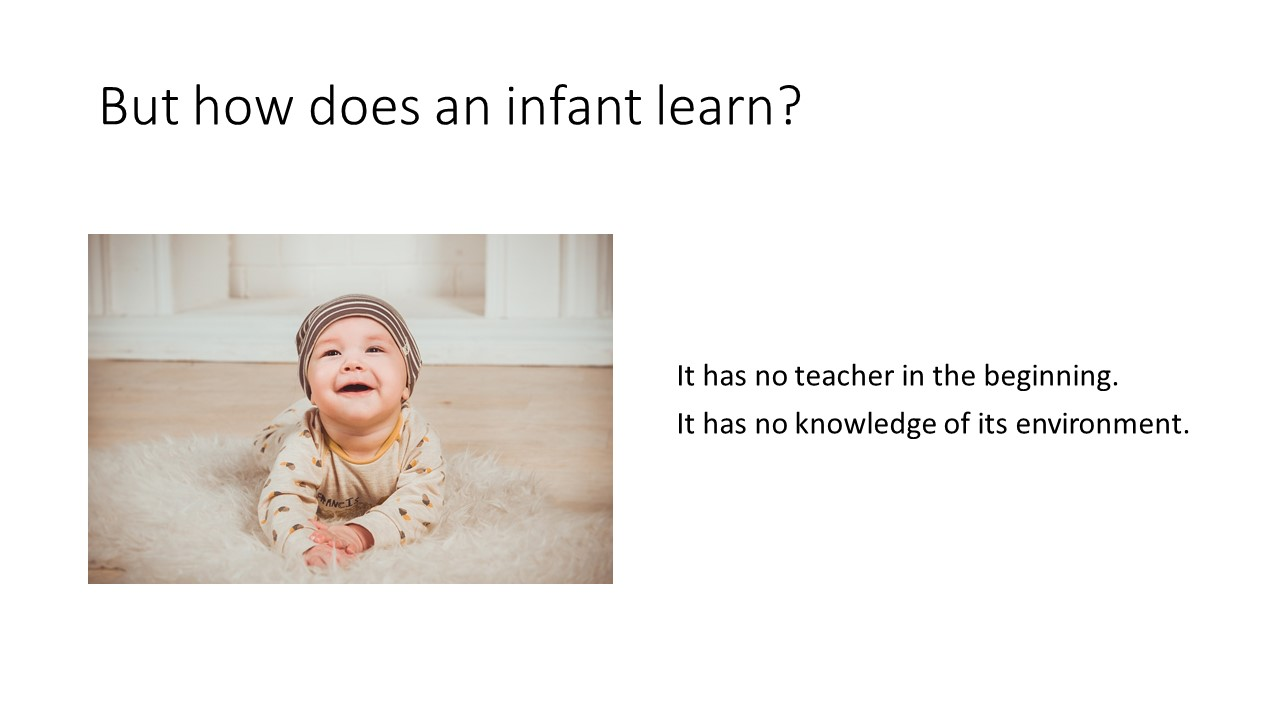 But how does an infant learn?
It has no teacher in the beginning.
It has no knowledge of its environment.